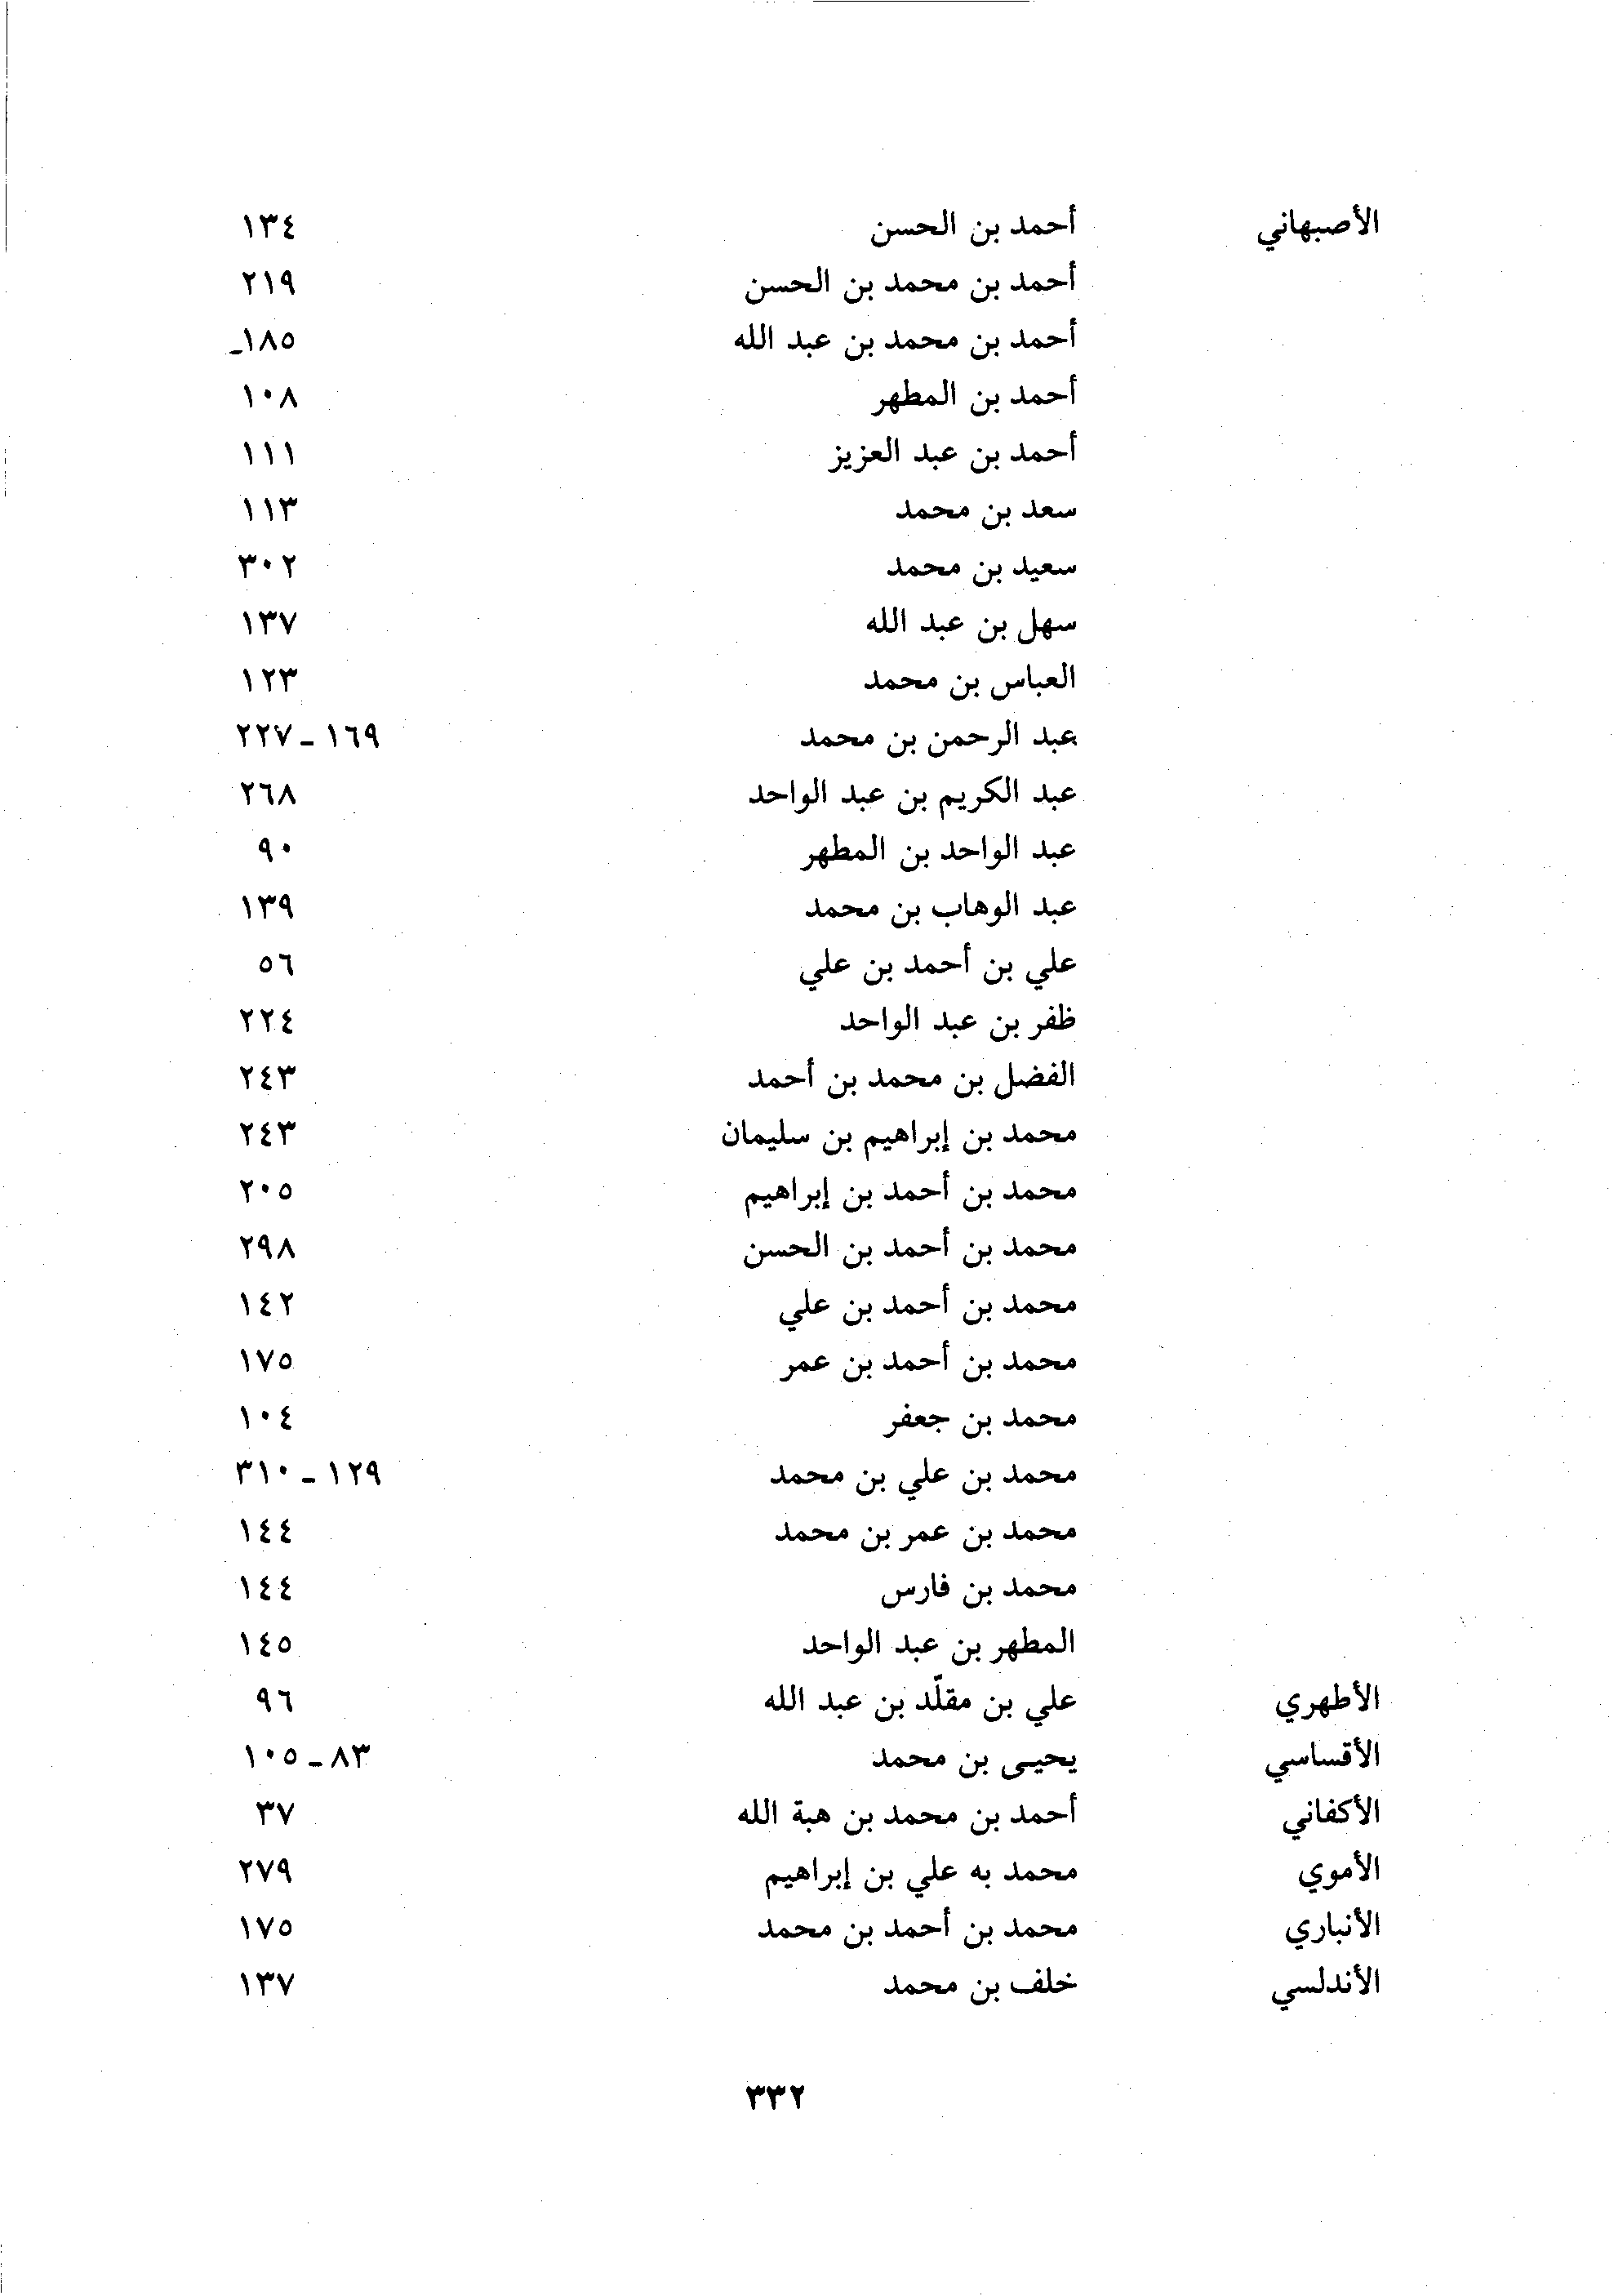 الأصبهاني أحمد بن الحسن ١٣٤
أحمد بن محمد بن الحسن ٢١٩
أحمد بن محمد بن عبد الله ١٨٥ـ
أحمد بن المطهر ١٠٨
أحمد بن عبد العزيز ١١١
سعد بن محمد ١١٣
سعيد بن محمد ٣٠٢
سهل بن عبد الله ١٣٧
العباس بن محمد ١٢٣
عبد الرحمن بن محمد ١٦٩ - ٢٢٧
عبد الكريم بن عبد الواحد ٢٦٨
عبد الواحد بن المطهر ٩٠
عبد الوهاب بن محمد ١٣٩
علي بن أحمد بن علي ٥٦
ظفر بن عبد الواحد ٢٢٤
الفضل بن محمد بن أحمد ٢٤٣
محمد بن إبراهيم بن سليمان ٢٤٣
محمد بن أحمد بن إبراهيم ٢٠٥
محمد بن أحمد بن الحسن ٢٩٨
محمد بن أحمد بن علي ١٤٢
محمد بن أحمد بن عمر ١٧٥
محمد بن جعفر ١٠٤
محمد بن علي بن محمد ١٢٩ - ٣١٠
محمد بن عمر بن محمد ١٤٤
محمد بن فارس ١٤٤
المطهر بن عبد الواحد ١٤٥
الأطهري علي بن مقلّد بن عبد الله ٩٦
الأقساسي يحيى بن محمد ٨٣ - ١٠٥
الأكفاني أحمد بن محمد بن هبة الله ٣٧
الأموي محمد به علي بن إبراهيم ٢٧٩
الأنباري محمد بن أحمد بن محمد ١٧٥
الأندلسي خلف بن محمد ١٣٧
٣٣٢